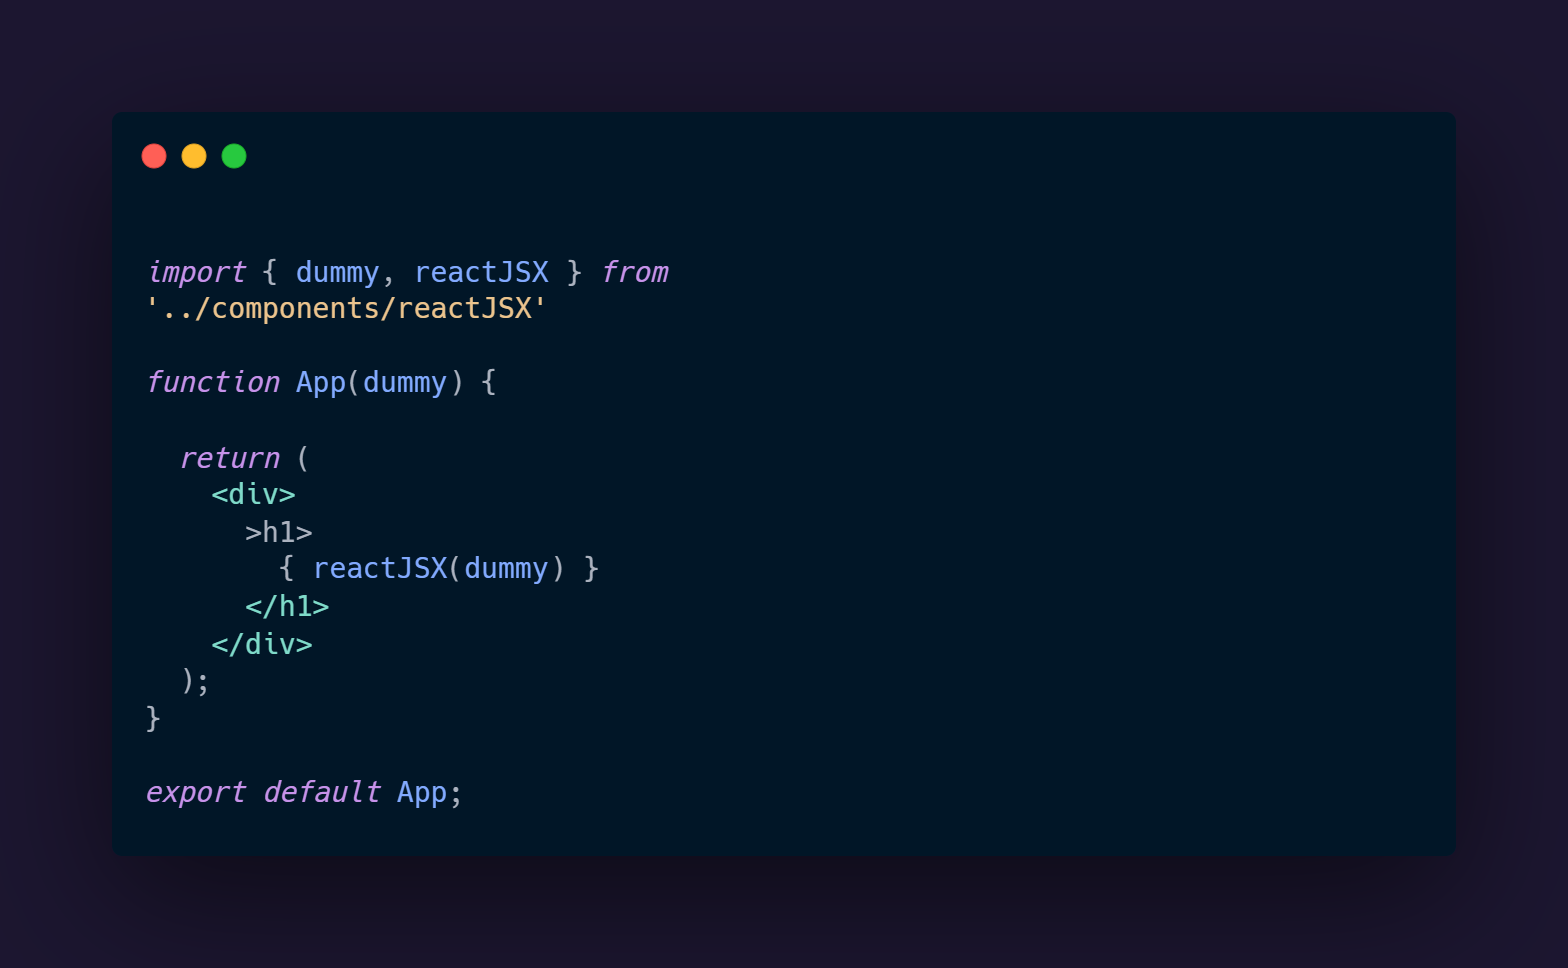 import { dummy, reactJSX } from
'../components/reactJSX'
function App(dummy) {
return (
<div>
>h1>
{ reactJSX(dummy) }
</h1>
</div>
);
}
export default App;